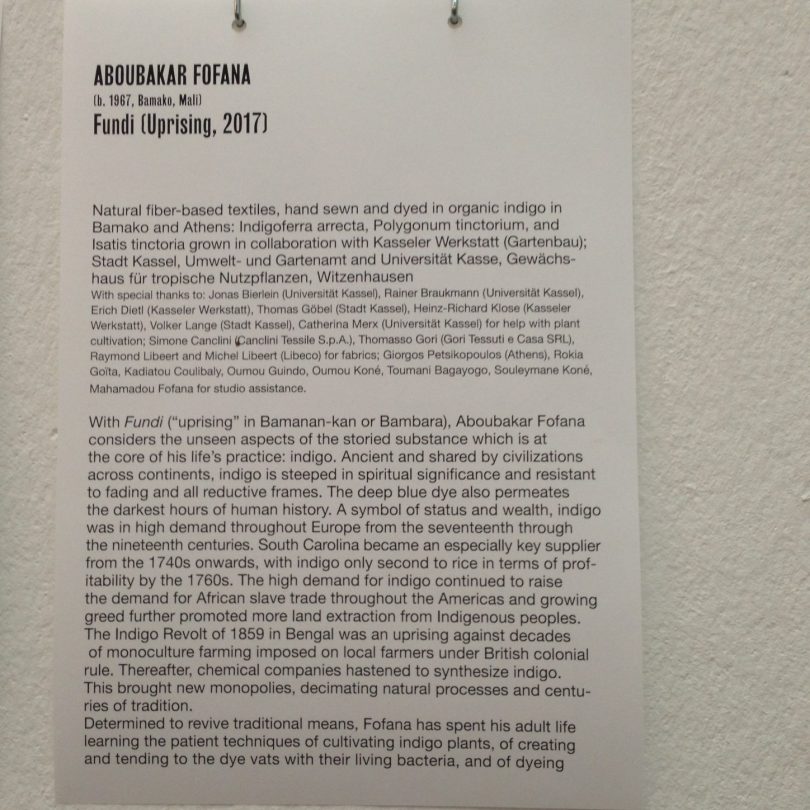 ABOUBAKAR FOFANA
(b. 1967, Bamako, Mali)
Fundi (Uprising, 2017)
Natural fiber-based textiles, hand sewn and dyed in organic indigo in
Bamako and Athens: Indigoferra arrecta, Polygonum tinctorium, and
Isatis tinctoria grown in collaboration with Kasseler Werkstatt (Gartenbau);
Stadt Kassel, Umwelt- und Gartenamt and Universität Kasse, Gewächs-
haus für tropische Nutzpflanzen, Witzenhausen
With special thanks to: Jonas Bierlein (Universität Kassel), Rainer Braukmann (Universität Kassel),
Erich Dietl (Kasseler Werkstatt), Thomas Göbel (Stadt Kassel), Heinz-Richard Klose (Kasseler
Werkstatt), Volker Lange (Stadt Kassel), Catherina Merx (Universität Kassel) for help with plant
cultivation; Simone Canclini (Canclini Tessile S.p.A.), Thomasso Gori (Gori Tessuti e Casa SRL),
Raymond Libeert and Michel Libeert (Libeco) for fabrics; Giorgos Petsikopoulos (Athens), Rokia
Goïta, Kadiatou Coulibaly, Oumou Guindo, Oumou Koné, Toumani Bagayogo, Souleymane Koné,
Mahamadou Fofana for studio assistance.
With Fundi (“uprising” in Bamanan-kan or Bambara), Aboubakar Fofana
considers the unseen aspects of the storied substance which is at
the core of his life’s practice: indigo. Ancient and shared by civilizations
across continents, indigo is steeped in spiritual significance and resistant
to fading and all reductive frames. The deep blue dye also permeates
the darkest hours of human history. A symbol of status and wealth, indigo
was in high demand throughout Europe from the seventeenth through
the nineteenth centuries. South Carolina became an especially key supplier
from the 1740s onwards, with indigo only second to rice in terms of prof-
itability by the 1760s. The high demand for indigo continued to raise
the demand for African slave trade throughout the Americas and growing
greed further promoted more land extraction from Indigenous peoples.
The Indigo Revolt of 1859 in Bengal was an uprising against decades
of monoculture farming imposed on local farmers under British colonial
rule. Thereafter, chemical companies hastened to synthesize indigo.
This brought new monopolies, decimating natural processes and centu-
ries of tradition.
Determined to revive traditional means, Fofana has spent his adult life
learning the patient techniques of cultivating indigo plants, of creating
and tending to the dye vats with their living bacteria, and of dyeing